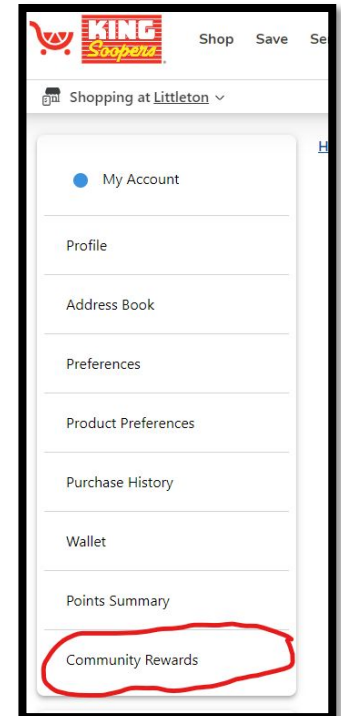 KING Soopers Shop Save Se
Shopping at Littleton
H
My Account
Profile
Address Book
Preferences
Product Preferences
Purchase History
Wallet
Points Summary
Community Rewards